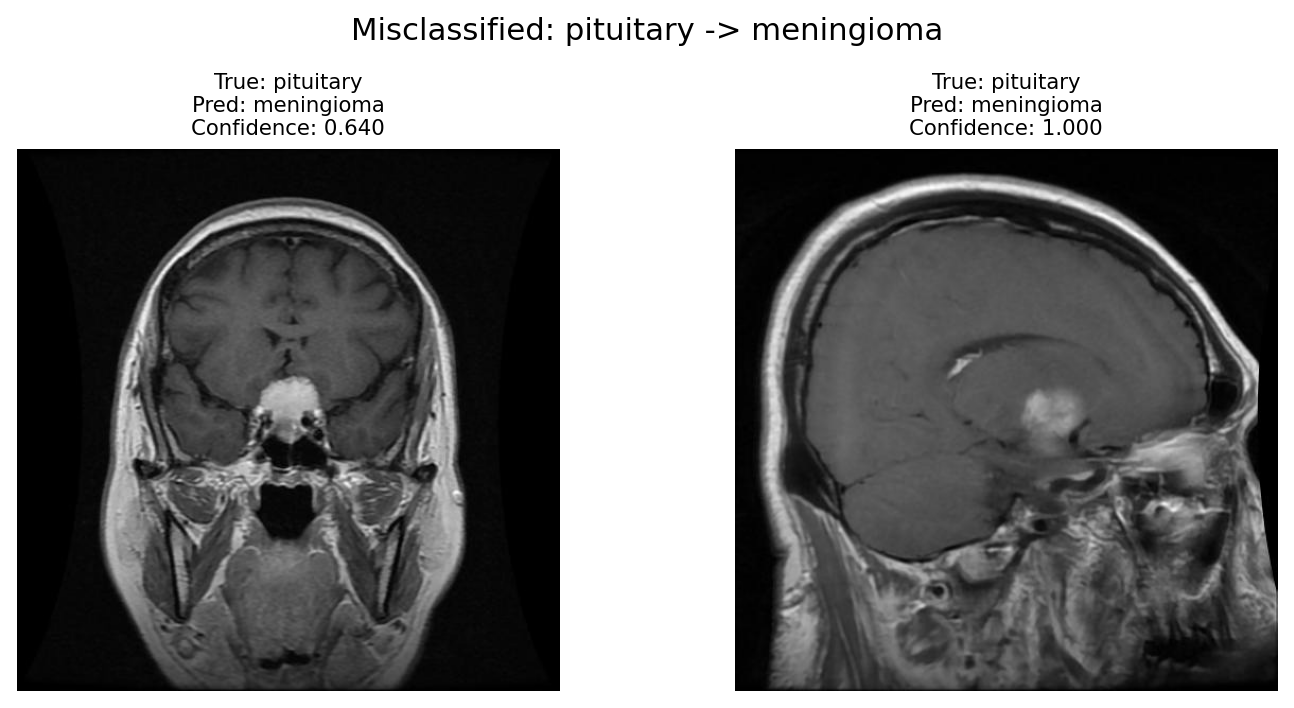 Misclassified: pituitary -> meningioma
True: pituitary
Pred: meningioma
Confidence: 0.640
True: pituitary
Pred: meningioma
Confidence: 1.000